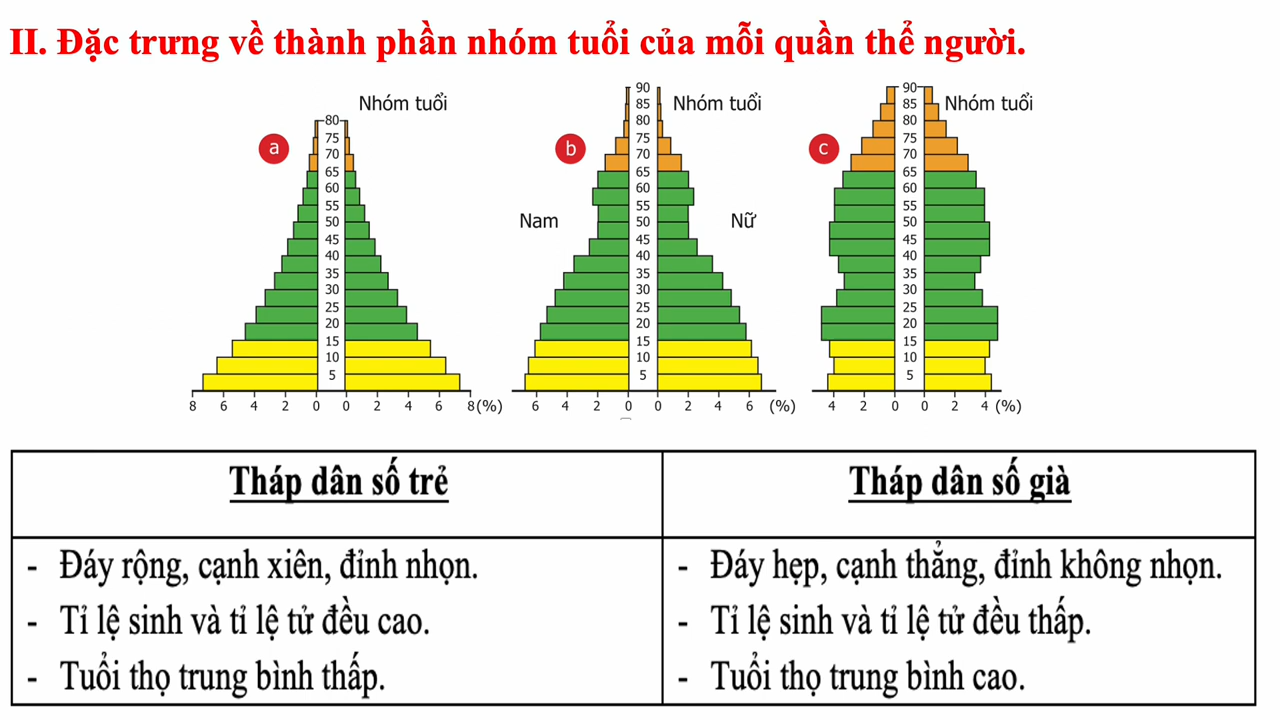 II. Đặc trưng về thành phần nhóm tuổi của mỗi quần thể người.
a
Nhóm tuổi
80
75
70
65
60
55
50
45
40
35
30
25
20
15
10
5
8 6 4 2 0 0 2 4 6 8 (%)
b
Nhóm tuổi
Nam
Nữ
90
85
80
75
70
65
60
55
50
45
40
35
30
25
20
15
10
5
6 4 2 0 0 2 4 6 (%)
c
Nhóm tuổi
90
85
80
75
70
65
60
55
50
45
40
35
30
25
20
15
10
5
4 2 0 0 2 4 (%)
Tháp dân số trẻ
- Đáy rộng, cạnh xiên, đỉnh nhọn.
- Tỉ lệ sinh và tỉ lệ tử đều cao.
- Tuổi thọ trung bình thấp.
Tháp dân số già
- Đáy hẹp, cạnh thẳng, đỉnh không nhọn.
- Tỉ lệ sinh và tỉ lệ tử đều thấp.
- Tuổi thọ trung bình cao.